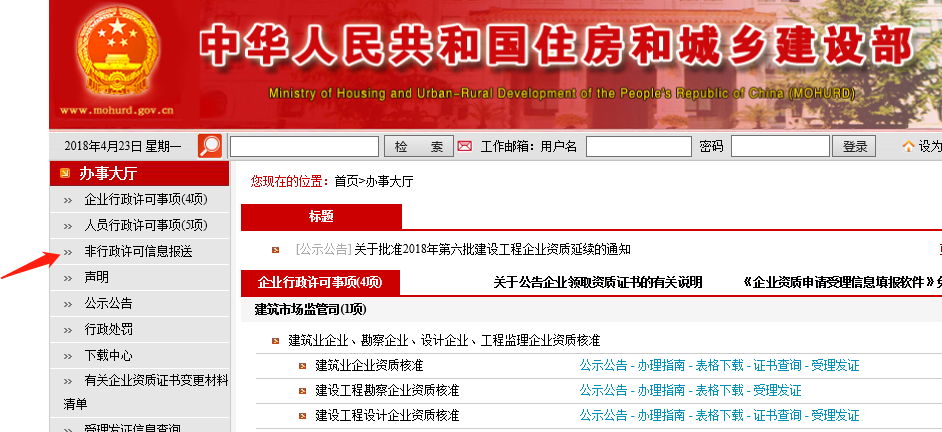 中华人民共和国住房和城乡建设部
www.mohurd.gov.cn
Ministry of Housing and Urban-Rural Development of the People's Republic of China (MOHURD)
2018年4月23日 星期一 检 索 工作邮箱：用户名 密码 登录 设为
办事大厅
企业行政许可事项(4项)
人员行政许可事项(5项)
非行政许可信息报送
声明
公示公告
行政处罚
下载中心
有关企业资质证书变更材料
清单
受理发证信息查询
您现在的位置：首页>办事大厅
标题
[公示公告] 关于批准2018年第六批建设工程企业资质延续的通知
企业行政许可事项(4项) 关于公告企业领取资质证书的有关说明 《企业资质申请受理信息填报软件》
建筑市场监管司(1项)
建筑业企业、勘察企业、设计企业、工程监理企业资质核准
建筑业企业资质核准 公示公告 - 办理指南 - 表格下载 - 证书查询 - 受理发证
建设工程勘察企业资质核准 公示公告 - 办理指南 - 表格下载 - 受理发证
建设工程设计企业资质核准 公示公告 - 办理指南 - 表格下载 - 证书查询 - 受理发证